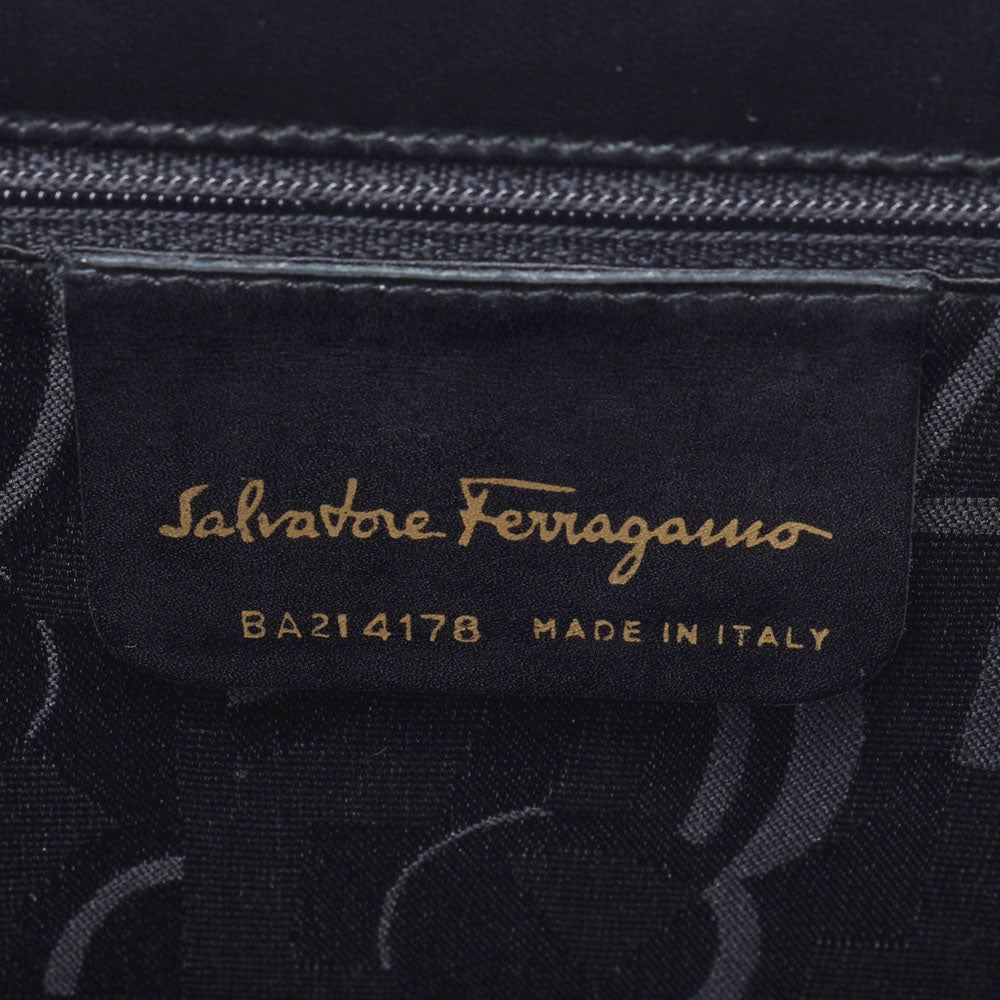 Salvatore Ferragamo
BA21 4178 MADE IN ITALY